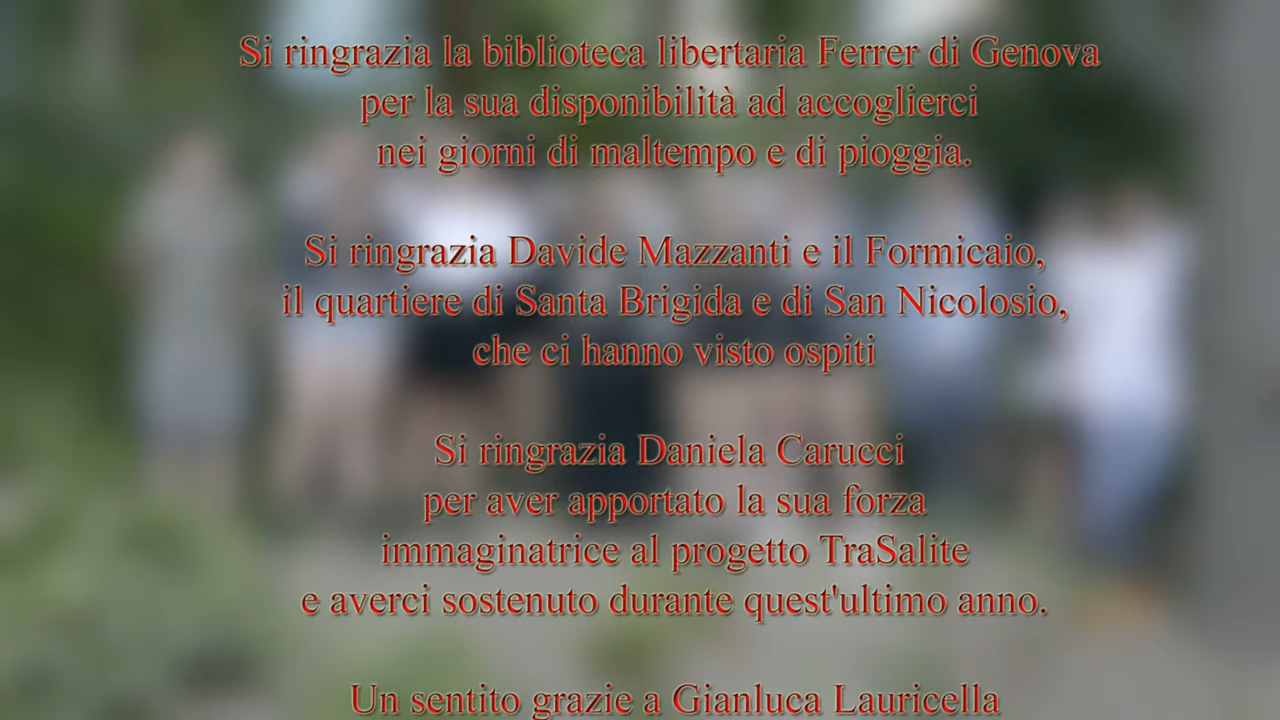 Si ringrazia la biblioteca libertaria Ferrer di Genova
per la sua disponibilità ad accoglierci
nei giorni di maltempo e di pioggia.
Si ringrazia Davide Mazzanti e il Formicaio,
il quartiere di Santa Brigida e di San Nicolosio,
che ci hanno visto ospiti
Si ringrazia Daniela Carucci
per aver apportato la sua forza
immaginatrice al progetto TraSalite
e averci sostenuto durante quest'ultimo anno.
Un sentito grazie a Gianluca Lauricella